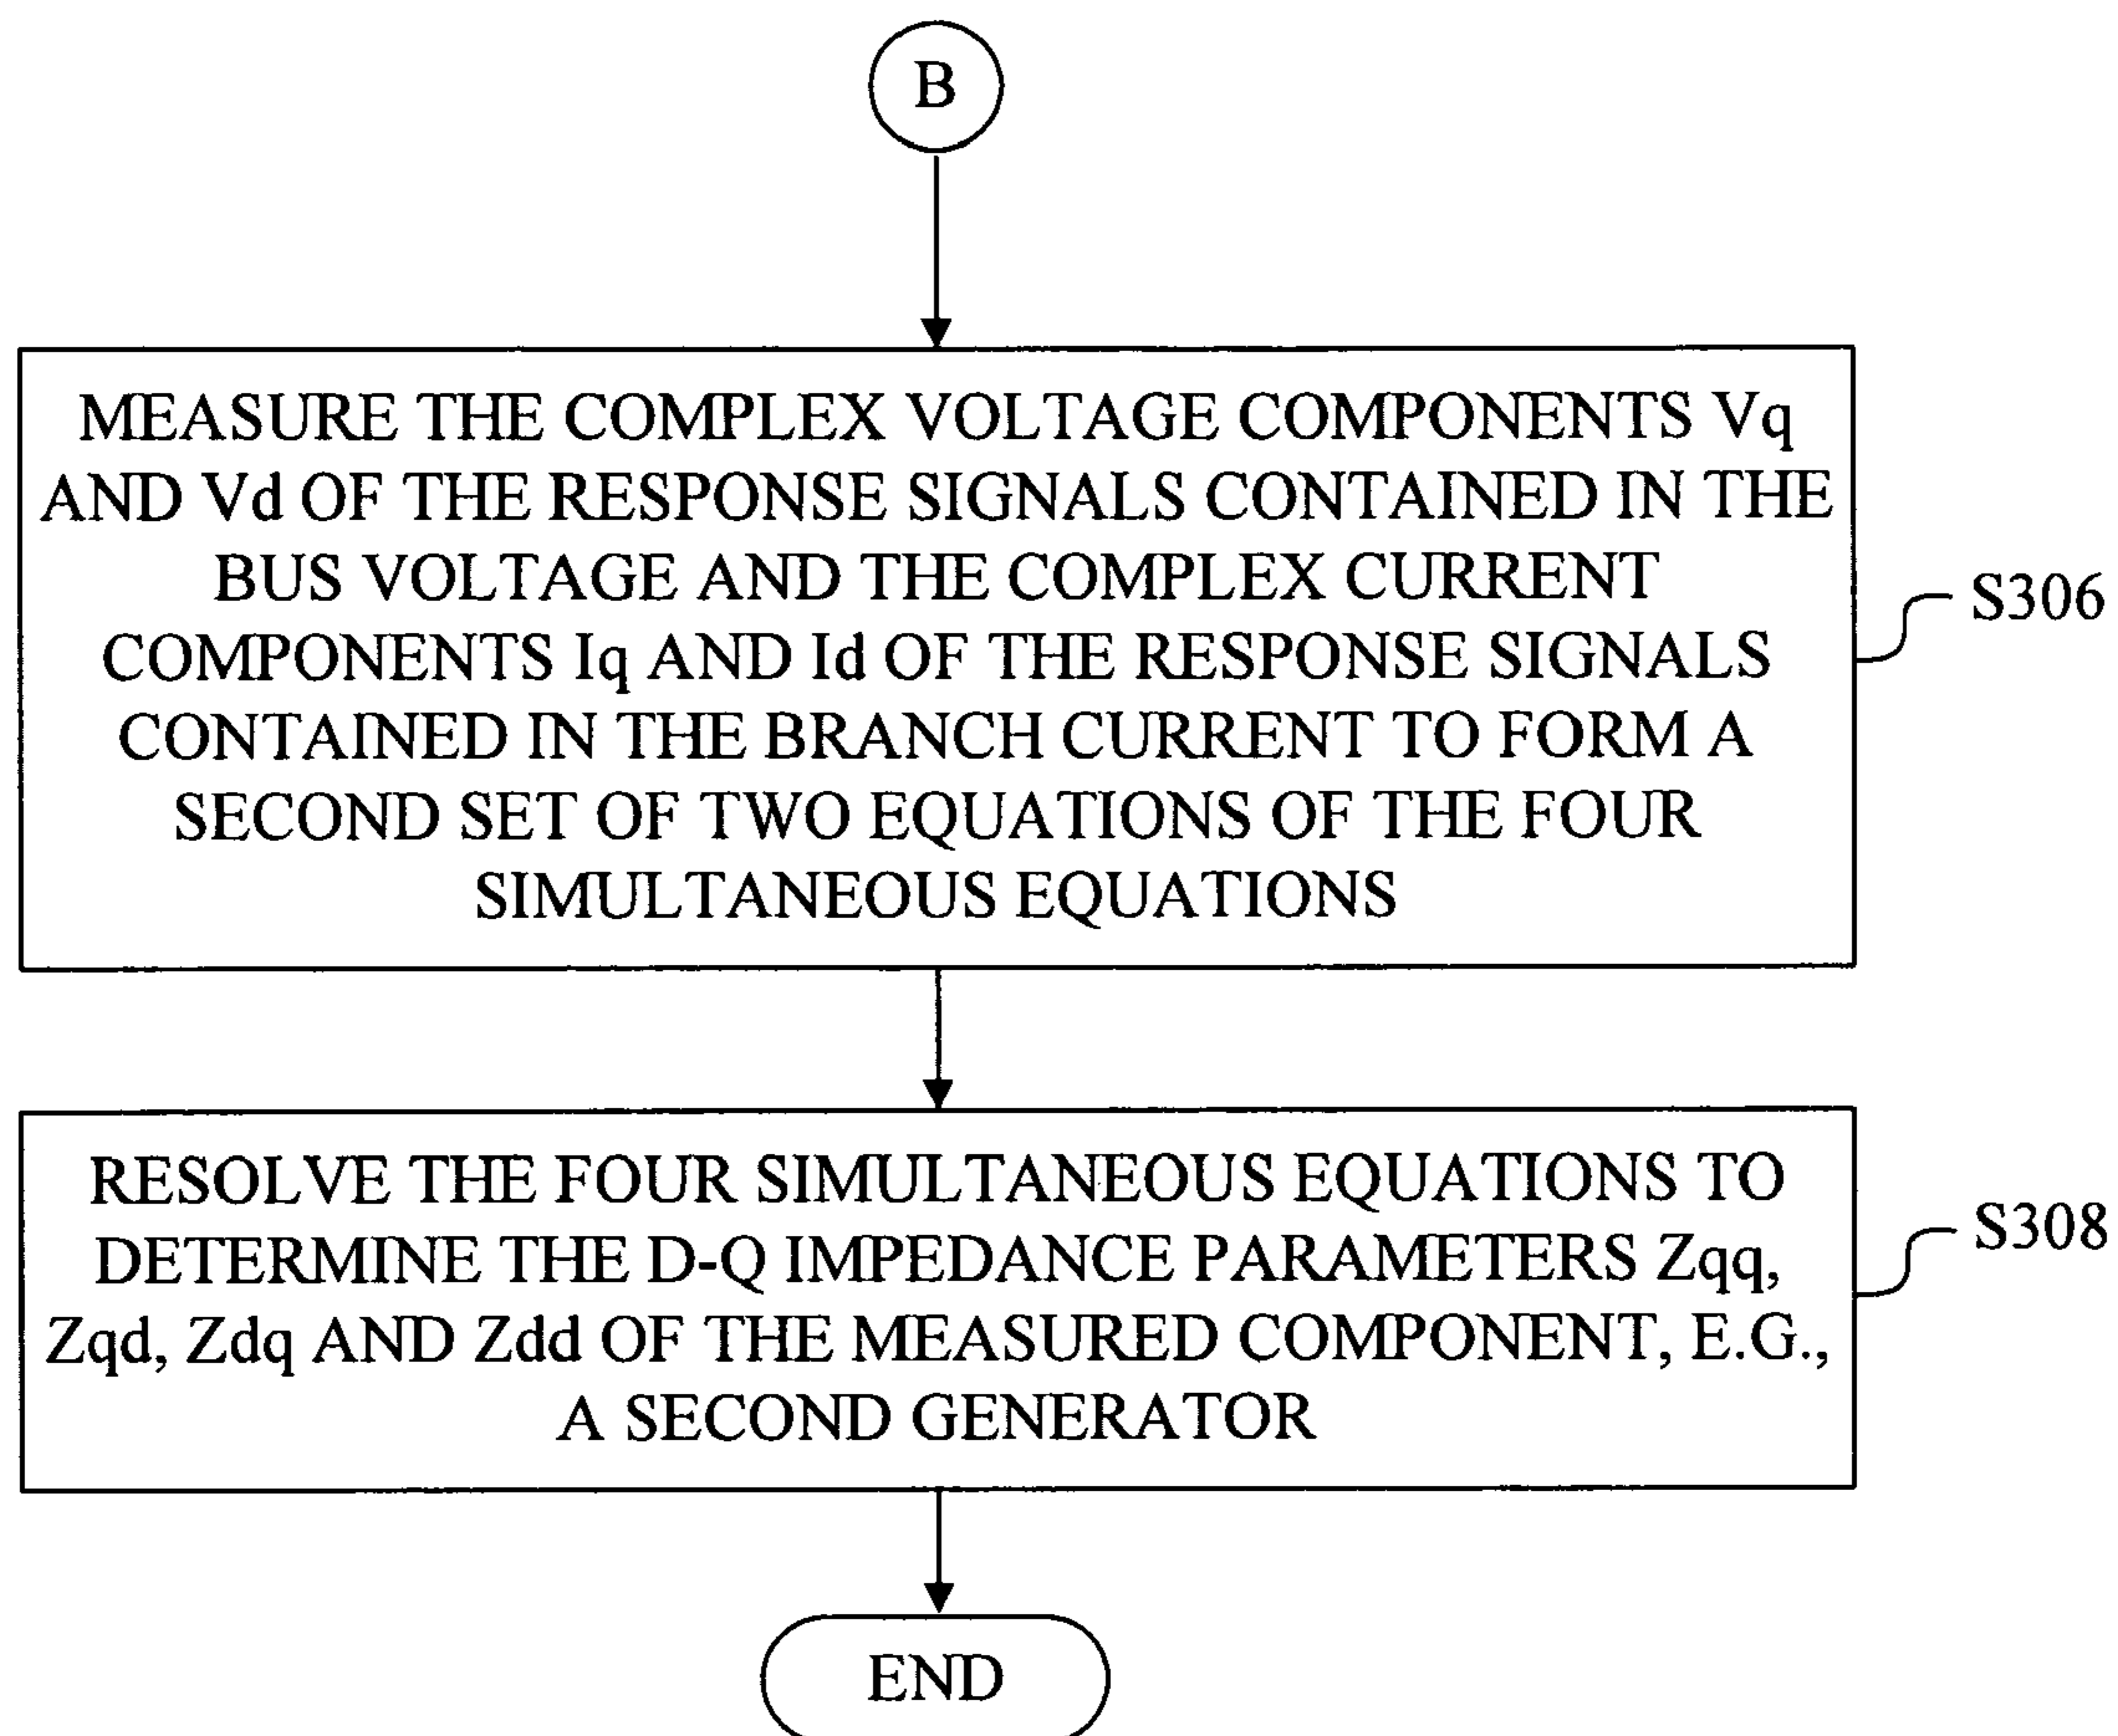 B
MEASURE THE COMPLEX VOLTAGE COMPONENTS Vq
AND Vd OF THE RESPONSE SIGNALS CONTAINED IN THE
BUS VOLTAGE AND THE COMPLEX CURRENT
COMPONENTS Iq AND Id OF THE RESPONSE SIGNALS
CONTAINED IN THE BRANCH CURRENT TO FORM A
SECOND SET OF TWO EQUATIONS OF THE FOUR
SIMULTANEOUS EQUATIONS
S306
RESOLVE THE FOUR SIMULTANEOUS EQUATIONS TO
DETERMINE THE D-Q IMPEDANCE PARAMETERS Zqq,
Zqd, Zdq AND Zdd OF THE MEASURED COMPONENT, E.G.,
A SECOND GENERATOR
S308
END